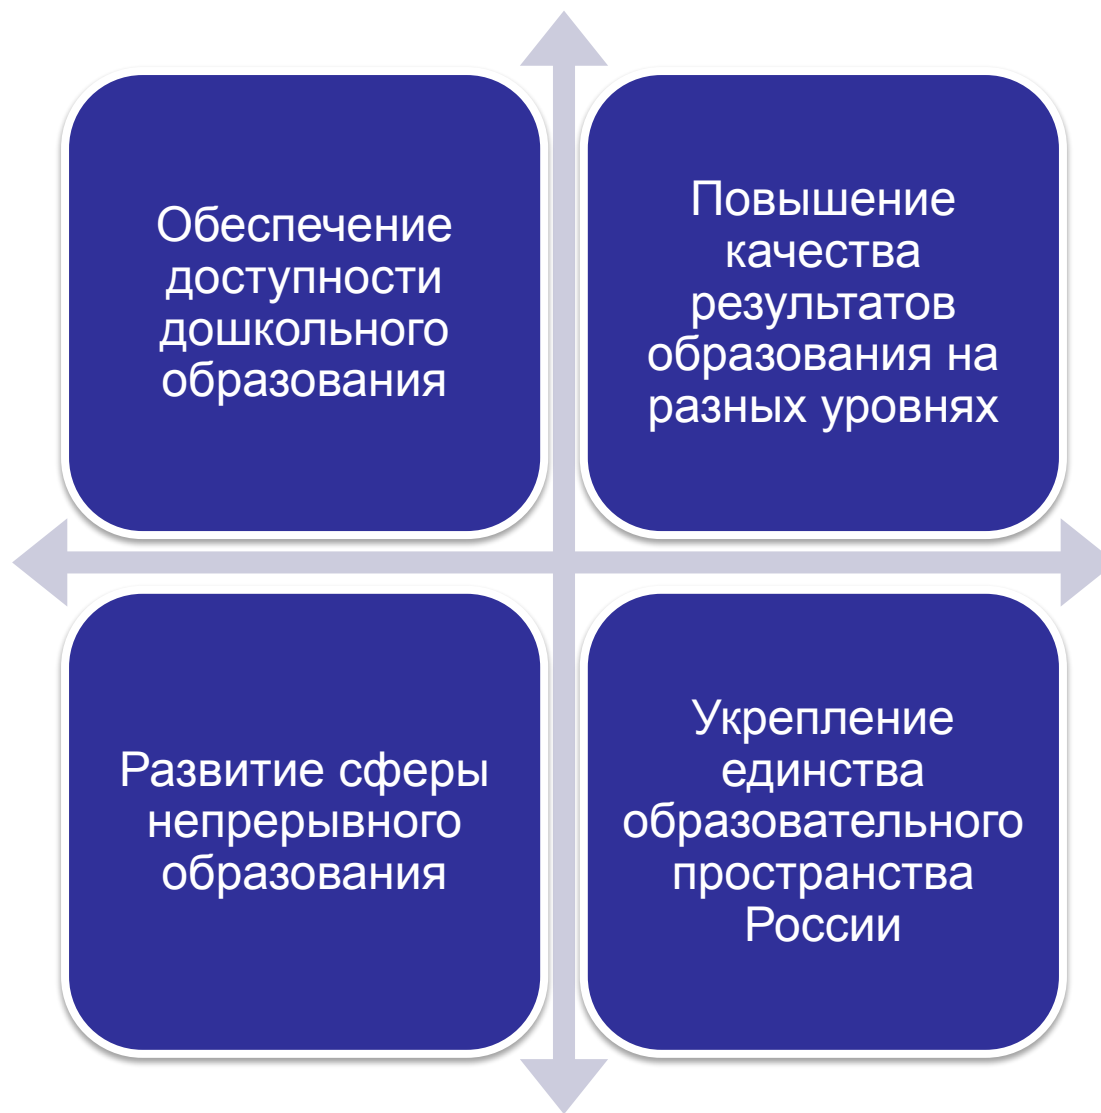 Обеспечение
доступности
дошкольного
образования
Повышение
качества
результатов
образования на
разных уровнях
Развитие сферы
непрерывного
образования
Укрепление
единства
образовательного
пространства
России